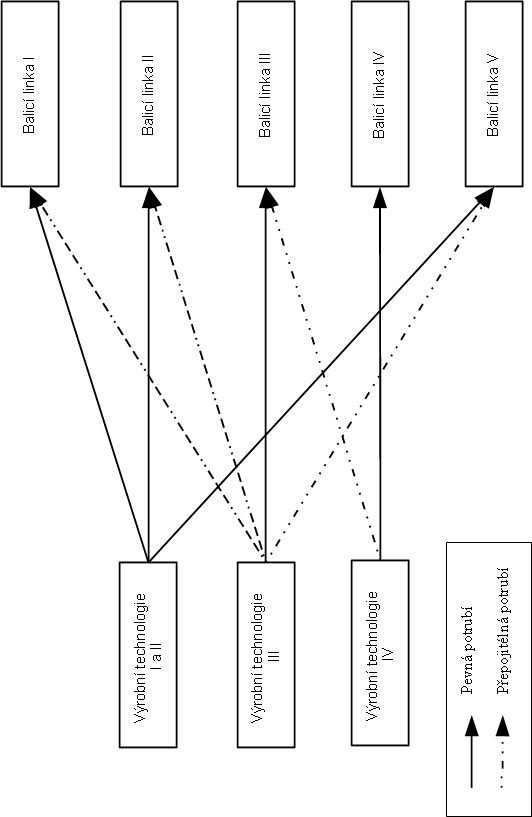 Balicí linka I
Balicí linka II
Balicí linka III
Balicí linka IV
Balicí linka V
Výrobní technologie
I a II
Výrobní technologie
III
Výrobní technologie
IV
Pevná potrubí
Přepojitélná potrubí